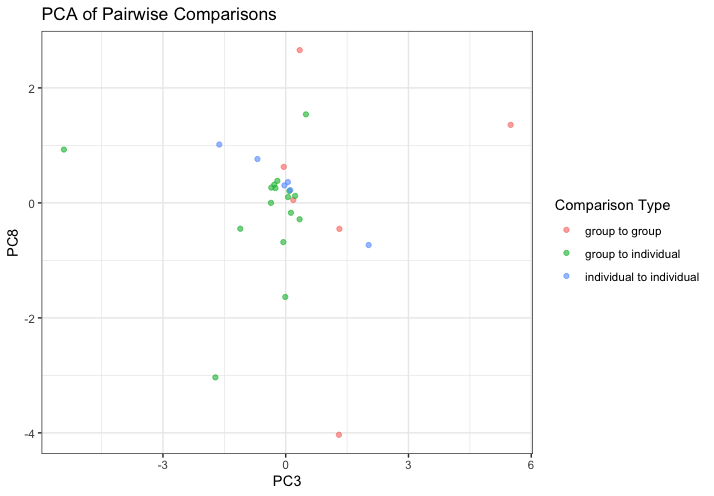 PCA of Pairwise Comparisons
2
0
-2
-4
PC8
-3
0
3
6
PC3
Comparison Type
group to group
group to individual
individual to individual